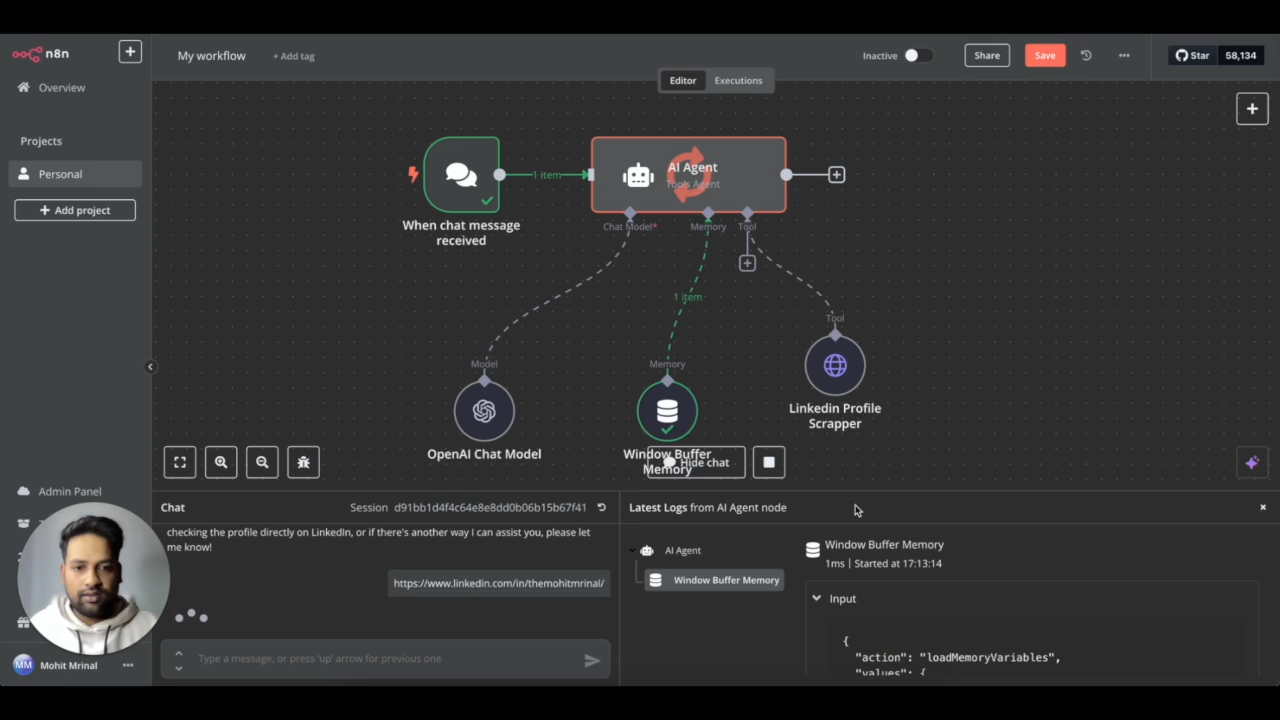 n8n
My workflow
+ Add tag
Inactive
Share
Save
Star
58,134
Editor
Executions
Overview
Projects
Personal
Add project
1 item
AI Agent
Tools Agent
When chat message
received
Chat Model*
Memory
Tool
1 item
Tool
Model
Memory
Linkedin Profile
Scrapper
OpenAI Chat Model
Window Buffer
Memory
Hide chat
Admin Panel
Chat
Session d91bb1d4f4c64e8e8dd0b06b15b67f41
Latest Logs from AI Agent node
checking the profile directly on LinkedIn, or if there's another way I can assist you, please let
me know!
https://www.linkedin.com/in/themohitmrinal/
Type a message, or press 'up' arrow for previous one
AI Agent
Window Buffer Memory
Window Buffer Memory
1ms | Started at 17:13:14
Input
{
"action": "loadMemoryVariables",
"values": {
MM
Mohit Mrinal